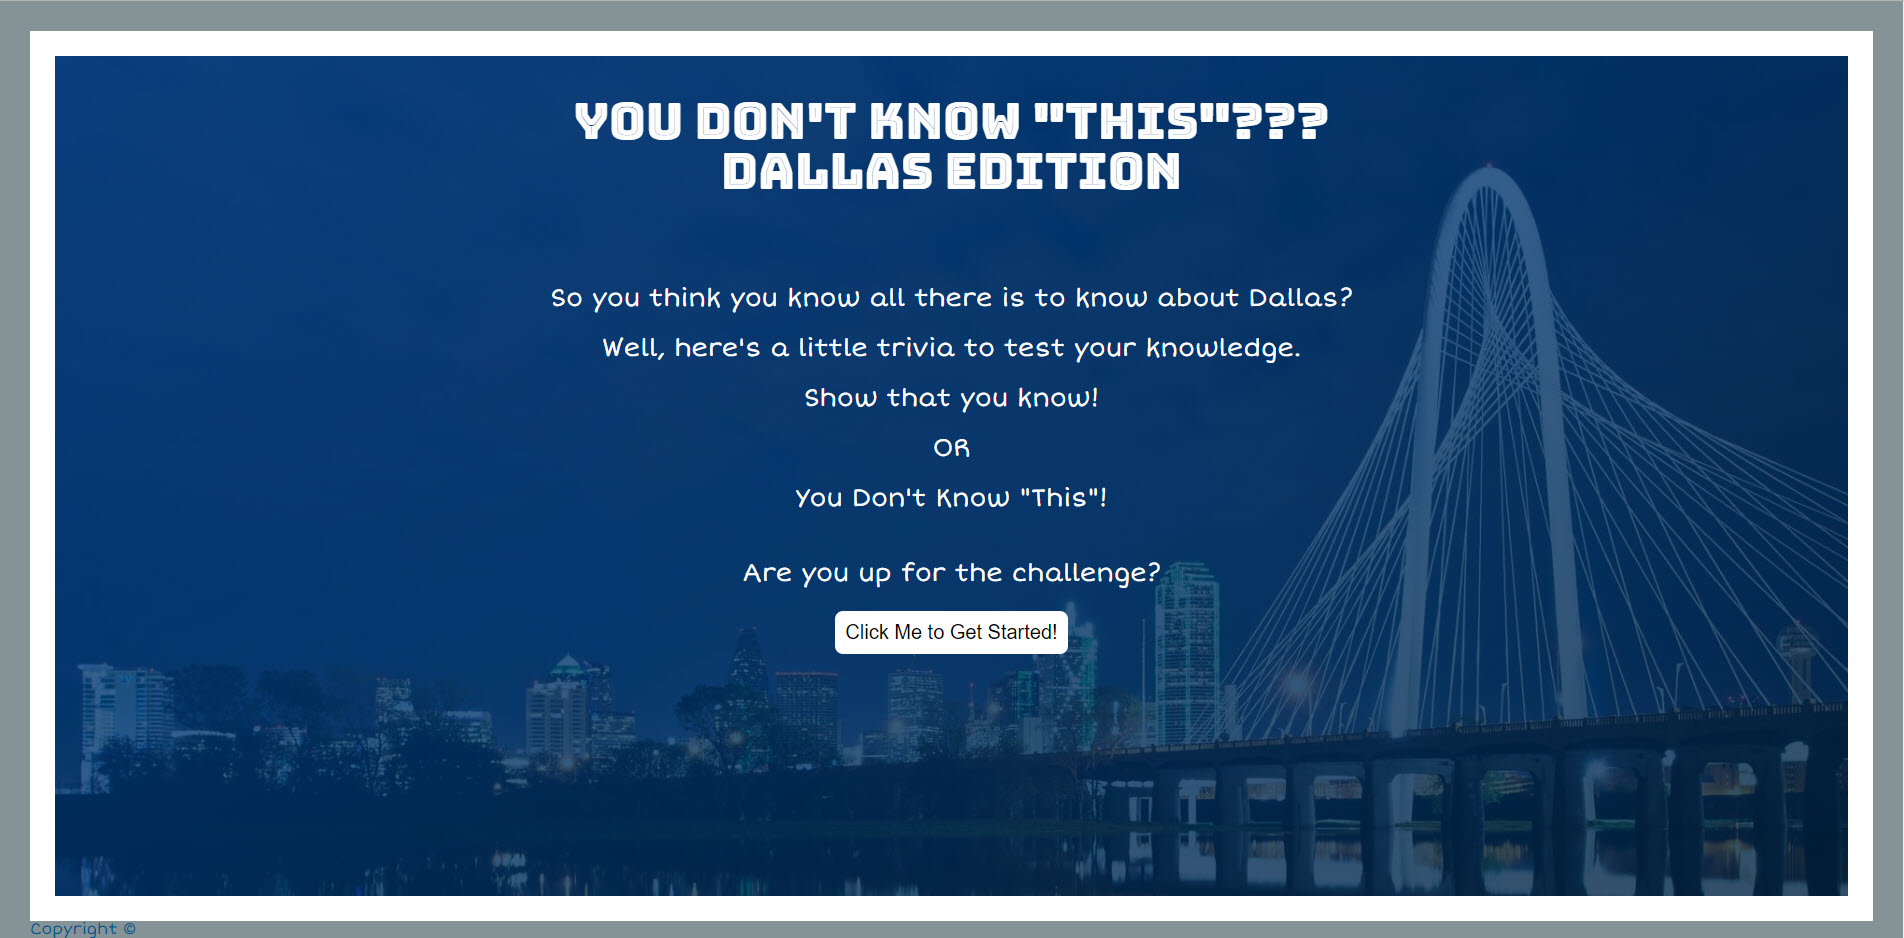 YOU DON'T KNOW "THIS"???
DALLAS EDITION
So you think you know all there is to know about Dallas?
Well, here's a little trivia to test your knowledge.
Show that you know!
OR
You Don't Know "This"!
Are you up for the challenge?
Click Me to Get Started!
Copyright ©